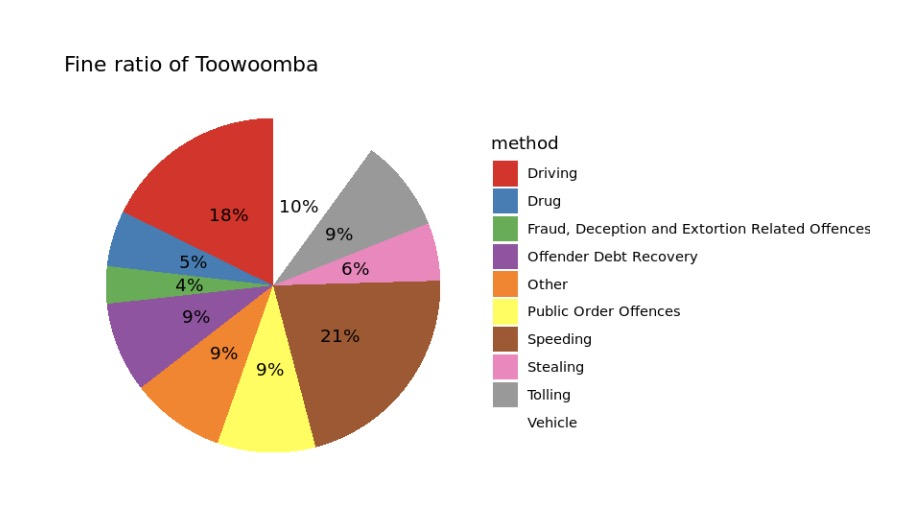 Fine ratio of Toowoomba
18%
10%
9%
5%
6%
4%
9%
21%
9%
9%
method
Driving
Drug
Fraud, Deception and Extortion Related Offences
Offender Debt Recovery
Other
Public Order Offences
Speeding
Stealing
Tolling
Vehicle